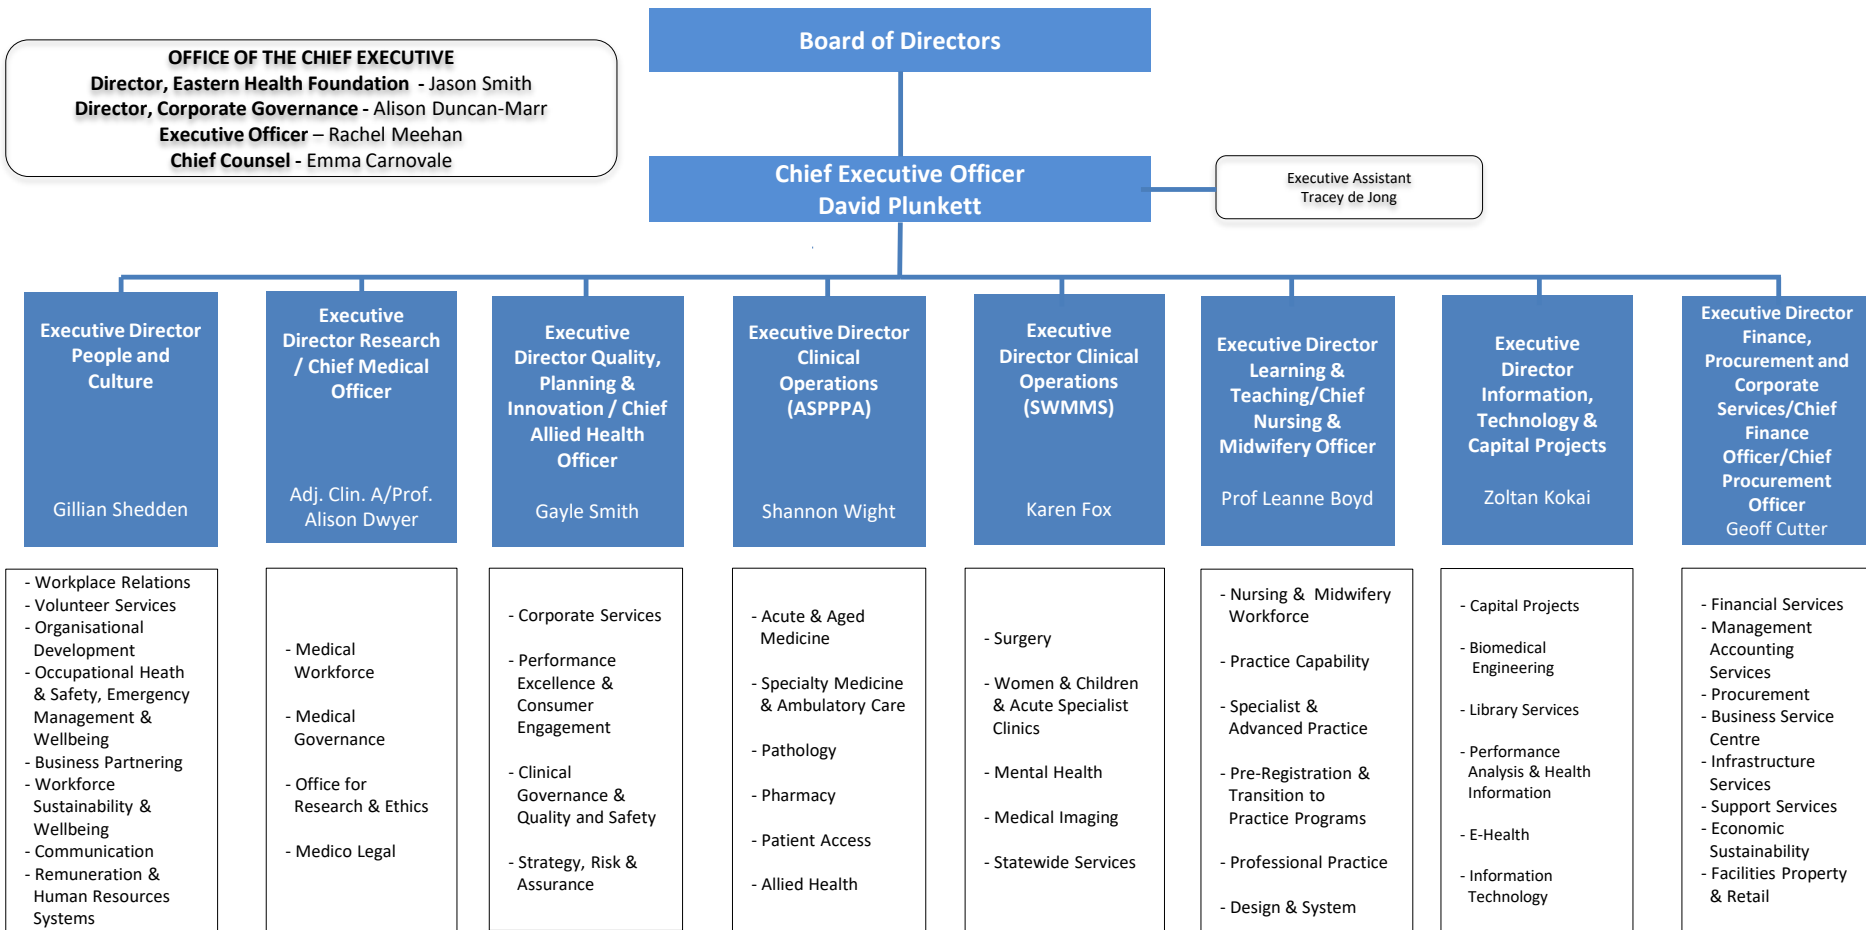 OFFICE OF THE CHIEF EXECUTIVE
Director, Eastern Health Foundation - Jason Smith
Director, Corporate Governance - Alison Duncan-Marr
Executive Officer – Rachel Meehan
Chief Counsel - Emma Carnovale
Board of Directors
Chief Executive Officer
David Plunkett
Executive Assistant
Tracey de Jong
Executive Director
People and
Culture
Gillian Shedden
Executive
Director Research
/ Chief Medical
Officer
Adj. Clin. A/Prof.
Alison Dwyer
Executive
Director Quality,
Planning &
Innovation / Chief
Allied Health
Officer
Gayle Smith
Executive Director
Clinical
Operations
(ASPPPA)
Shannon Wight
Executive
Director Clinical
Operations
(SWMMS)
Karen Fox
Executive Director
Learning &
Teaching/Chief
Nursing &
Midwifery Officer
Prof Leanne Boyd
Executive
Director
Information,
Technology &
Capital Projects
Zoltan Kokai
Executive Director
Finance,
Procurement and
Corporate
Services/Chief
Finance
Officer/Chief
Procurement
Officer
Geoff Cutter
- Workplace Relations
- Volunteer Services
- Organisational
Development
- Occupational Heath
& Safety, Emergency
Management &
Wellbeing
- Business Partnering
- Workforce
Sustainability &
Wellbeing
- Communication
- Remuneration &
Human Resources
Systems
- Medical
Workforce
- Medical
Governance
- Office for
Research & Ethics
- Medico Legal
- Corporate Services
- Performance
Excellence &
Consumer
Engagement
- Clinical
Governance &
Quality and Safety
- Strategy, Risk &
Assurance
- Acute & Aged
Medicine
- Specialty Medicine
& Ambulatory Care
- Pathology
- Pharmacy
- Patient Access
- Allied Health
- Surgery
- Women & Children
& Acute Specialist
Clinics
- Mental Health
- Medical Imaging
- Statewide Services
- Nursing & Midwifery
Workforce
- Practice Capability
- Specialist &
Advanced Practice
- Pre-Registration &
Transition to
Practice Programs
- Professional Practice
- Design & System
- Capital Projects
- Biomedical
Engineering
- Library Services
- Performance
Analysis & Health
Information
- E-Health
- Information
Technology
- Financial Services
- Management
Accounting
Services
- Procurement
- Business Service
Centre
- Infrastructure
Services
- Support Services
- Economic
Sustainability
- Facilities Property
& Retail